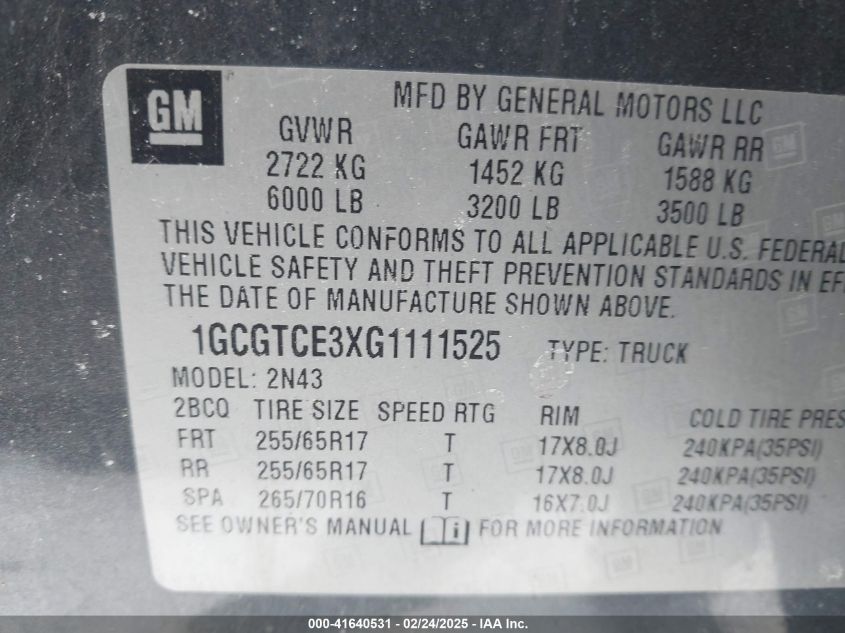 GM
MFD BY GENERAL MOTORS LLC
GVWR GAWR FRT GAWR RR
2722 KG 1452 KG 1588 KG
6000 LB 3200 LB 3500 LB
THIS VEHICLE CONFORMS TO ALL APPLICABLE U.S. FEDERAL
VEHICLE SAFETY AND THEFT PREVENTION STANDARDS IN EF
THE DATE OF MANUFACTURE SHOWN ABOVE.
1GCGTCE3XG1111525 TYPE: TRUCK
MODEL: 2N43
2BCQ TIRE SIZE SPEED RTG RIM COLD TIRE PRES
FRT 255/65R17 T 17X8.0J 240KPA(35PSI)
RR 255/65R17 T 17X8.0J 240KPA(35PSI)
SPA 265/70R16 T 16X7.0J 240KPA(35PSI)
SEE OWNER'S MANUAL i FOR MORE INFORMATION
000-41640531 - 02/24/2025 - IAA Inc.